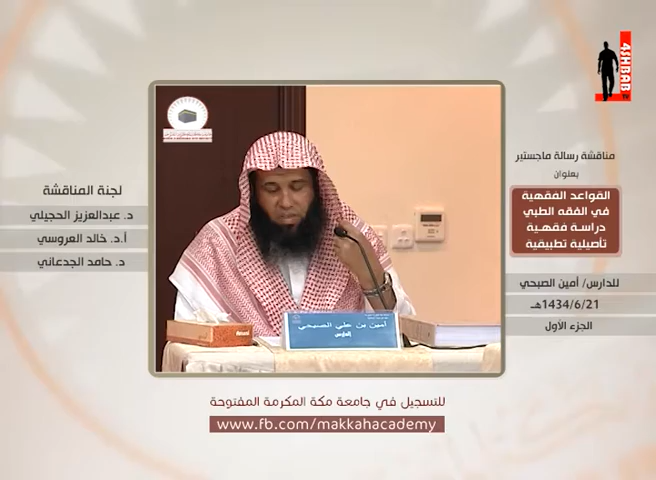 4SHBAB
TV
مناقشة رسالة ماجستير
بعنوان
القواعد الفقهية
في الفقه الطبي
دراسة فقهية
تأصيلية تطبيقية
للدارس/ أمين الصبحي
1434/6/21هـ
الجزء الأول
لجنة المناقشة
د. عبدالعزيز الحجيلي
أ.د. خالد العروسي
د. حامد الجدعاني
أمين بن علي الصبحي
الدارس
للتسجيل في جامعة مكة المكرمة المفتوحة
www.fb.com/makkahacademy